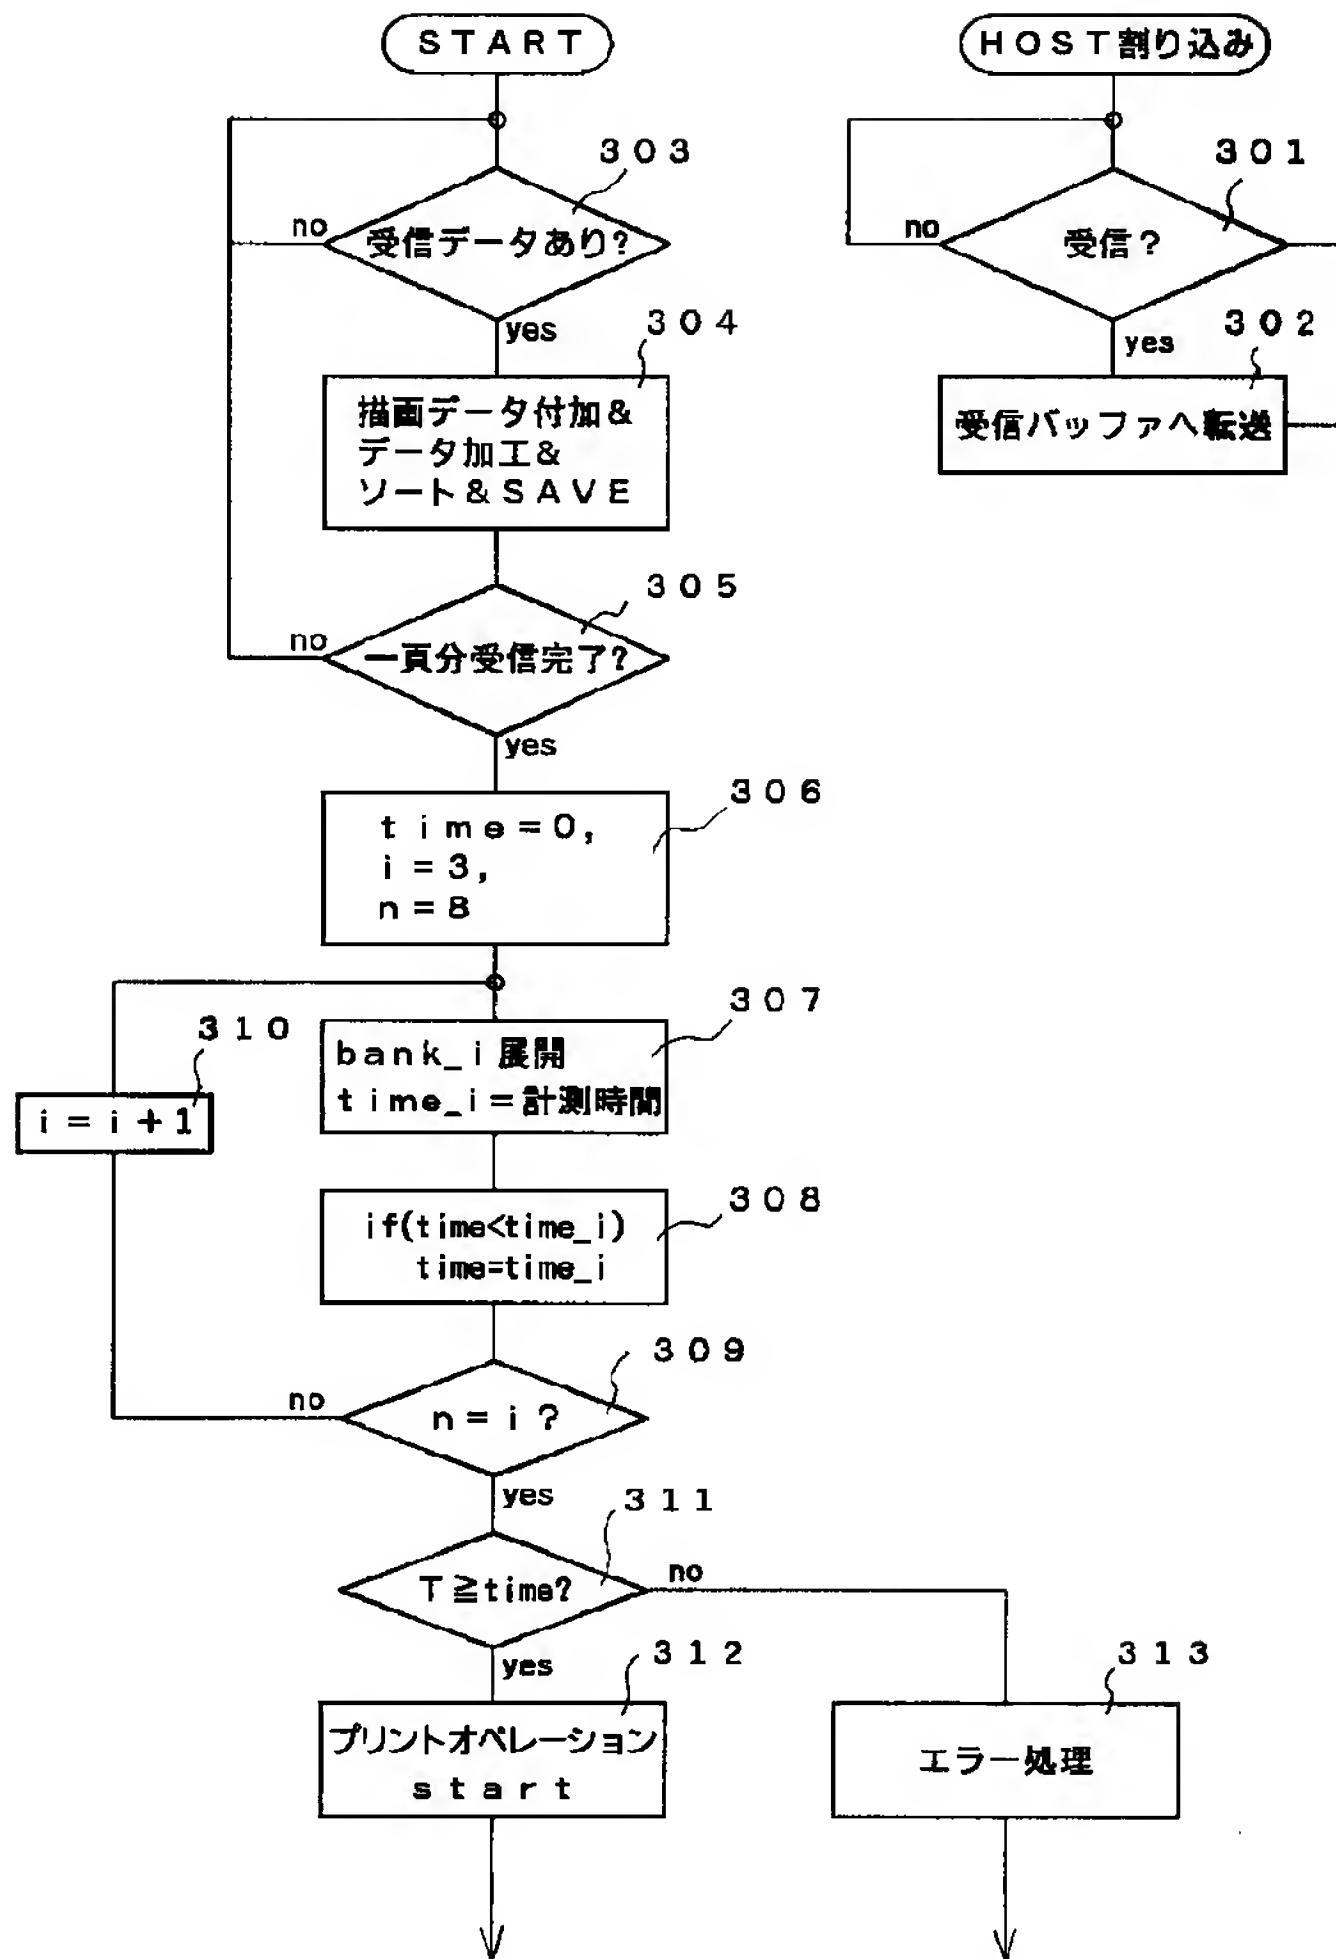 START
303
no
受信データあり?
yes
304
描画データ付加&
データ加工&
ソート&SAVE
305
no
一頁分受信完了?
yes
306
time=0,
i=3,
n=8
307
bank_i 展開
time_i=計測時間
310
i=i+1
308
if(time<time_i)
time=time_i
309
no
n=i?
yes
311
T≧time?
no
yes
312
プリントオペレーション
start
313
エラー処理
HOST割り込み
301
no
受信?
yes
302
受信バッファへ転送